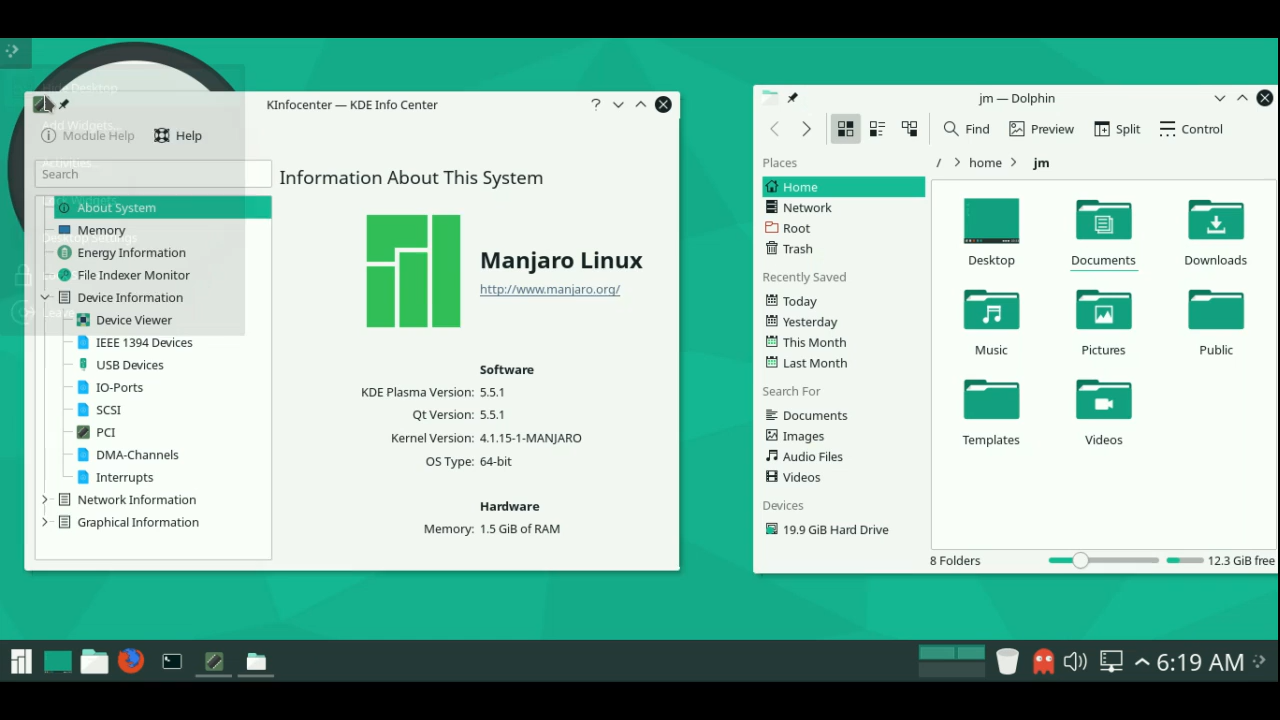 KInfocenter — KDE Info Center
Module Help
Help
Search
Add Widgets...
Activities...
About System
Memory
Energy Information
File Indexer Monitor
Device Information
Device Viewer
IEEE 1394 Devices
USB Devices
IO-Ports
SCSI
PCI
DMA-Channels
Interrupts
Network Information
Graphical Information
Information About This System
Manjaro Linux
http://www.manjaro.org/
Software
KDE Plasma Version: 5.5.1
Qt Version: 5.5.1
Kernel Version: 4.1.15-1-MANJARO
OS Type: 64-bit
Hardware
Memory: 1.5 GiB of RAM
jm — Dolphin
Find
Preview
Split
Control
Places
Home
Network
Root
Trash
Recently Saved
Today
Yesterday
This Month
Last Month
Search For
Documents
Images
Audio Files
Videos
Devices
19.9 GiB Hard Drive
/ > home > jm
Desktop
Documents
Downloads
Music
Pictures
Public
Templates
Videos
8 Folders
12.3 GiB free
6:19 AM